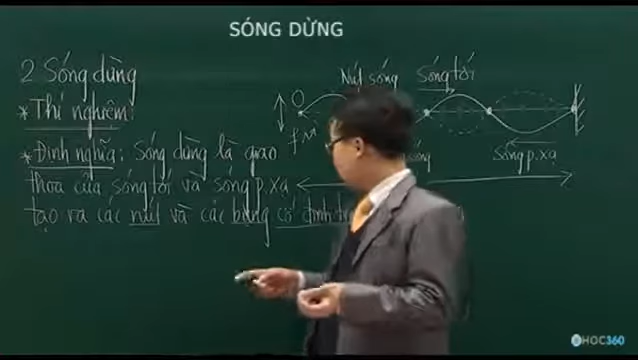 SÓNG DỪNG
2 Sóng dừng
* Thí nghiệm:
* Định nghĩa: Sóng dừng là giao
thoa của sóng tới và sóng p.xạ
tạo ra các nút và các bụng cố định
Nút sóng
Sóng tới
O
Sóng p.xạ
HOC360